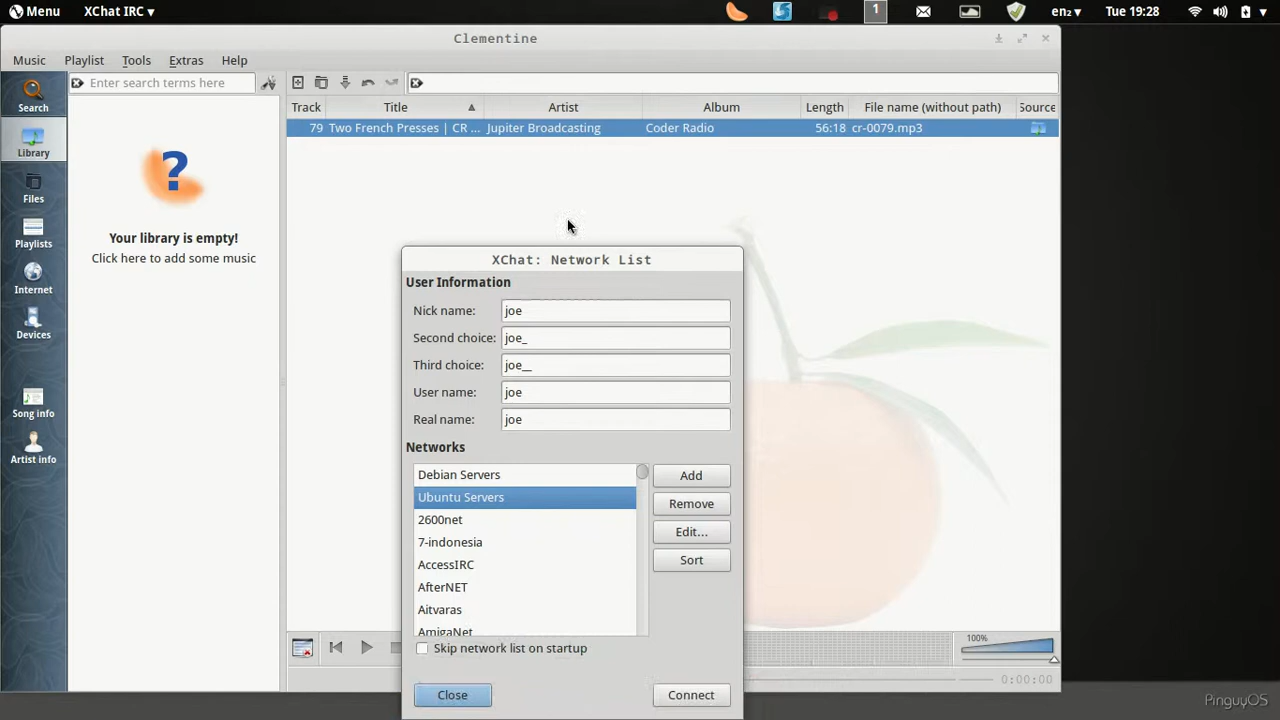 Menu XChat IRC ▾ 1 en₂ ▾ Tue 19:28
Clementine
Music Playlist Tools Extras Help
Enter search terms here
Search
Library
Files
Playlists
Internet
Devices
Song info
Artist info
Your library is empty!
Click here to add some music
Track Title Artist Album Length File name (without path) Source
79 Two French Presses | CR ... Jupiter Broadcasting Coder Radio 56:18 cr-0079.mp3
XChat: Network List
User Information
Nick name: joe
Second choice: joe_
Third choice: joe__
User name: joe
Real name: joe
Networks
Debian Servers
Ubuntu Servers
2600net
7-indonesia
AccessIRC
AfterNET
Aitvaras
AmigaNet
Add
Remove
Edit...
Sort
Skip network list on startup
Close Connect
100%
0:00:00
PinguyOS